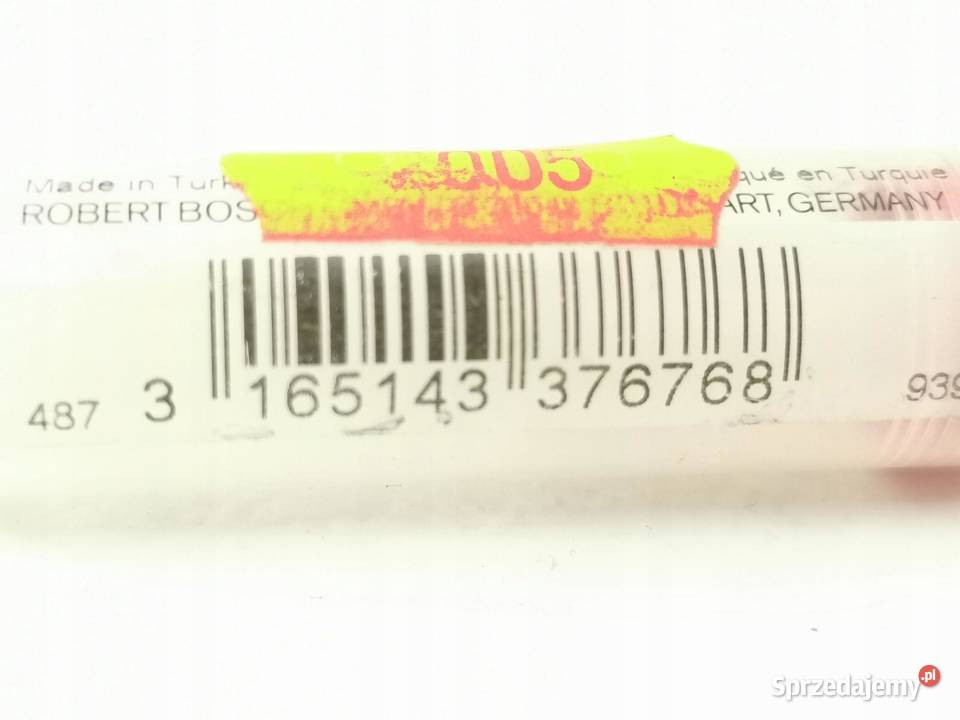 005
Made in Turk qué en Turquie
ROBERT BOS ART, GERMANY
487 3 165143 376768 939
Sprzedajemy.pl